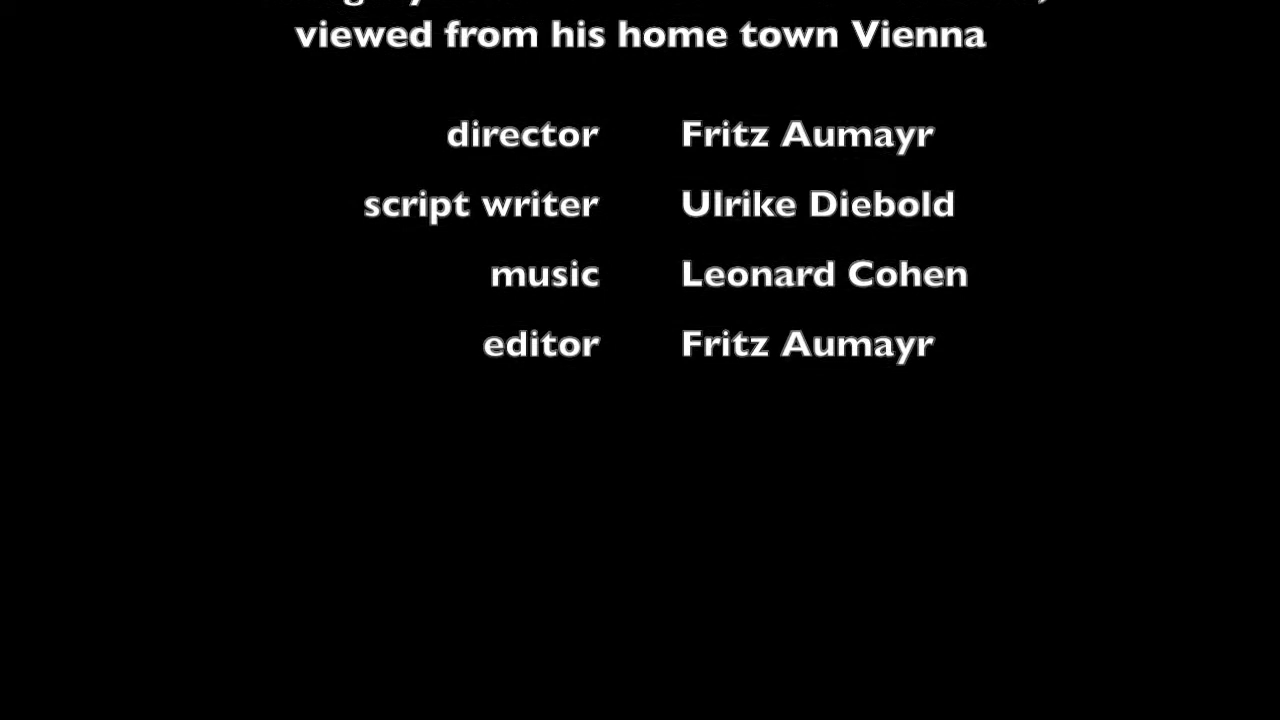 viewed from his home town Vienna
director Fritz Aumayr
script writer Ulrike Diebold
music Leonard Cohen
editor Fritz Aumayr